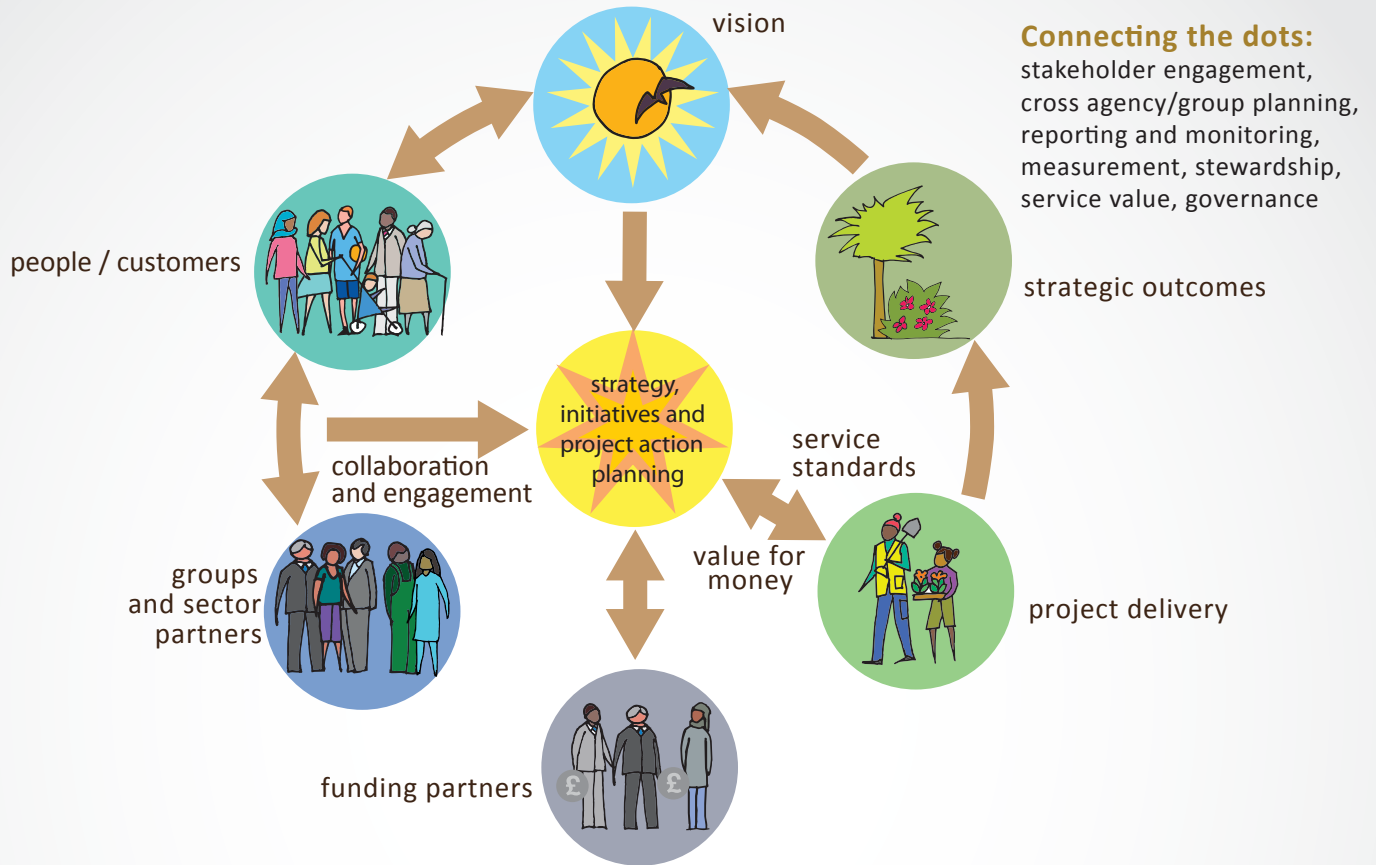 vision
Connecting the dots:
stakeholder engagement,
cross agency/group planning,
reporting and monitoring,
measurement, stewardship,
service value, governance
people / customers
strategic outcomes
strategy,
initiatives and
project action
planning
collaboration
and engagement
service
standards
value for
money
groups
and sector
partners
project delivery
funding partners
£
£